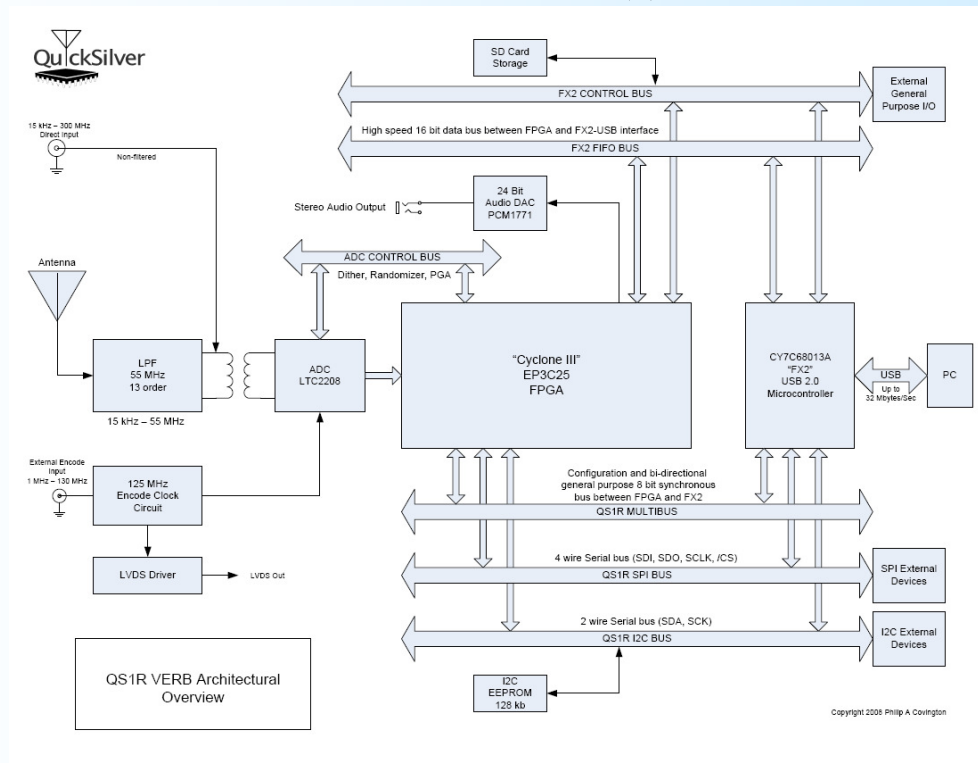 QuickSilver
SD Card
Storage
FX2 CONTROL BUS
External
General
Purpose I/O
15 kHz – 300 MHz
Direct Input
Non-filtered
High speed 16 bit data bus between FPGA and FX2-USB interface
FX2 FIFO BUS
24 Bit
Audio DAC
PCM1771
Stereo Audio Output
ADC CONTROL BUS
Dither, Randomizer, PGA
Antenna
LPF
55 MHz
13 order
15 kHz – 55 MHz
ADC
LTC2208
"Cyclone III"
EP3C25
FPGA
CY7C68013A
"FX2"
USB 2.0
Microcontroller
USB
Up to
32 Mbytes/Sec
PC
External Encode
Input
1 MHz – 130 MHz
125 MHz
Encode Clock
Circuit
Configuration and bi-directional
general purpose 8 bit synchronous
bus between FPGA and FX2
QS1R MULTIBUS
LVDS Driver
LVDS Out
4 wire Serial bus (SDI, SDO, SCLK, /CS)
QS1R SPI BUS
SPI External
Devices
2 wire Serial bus (SDA, SCK)
QS1R I2C BUS
I2C External
Devices
QS1R VERB Architectural
Overview
I2C
EEPROM
128 kb
Copyright 2008 Philip A Covington